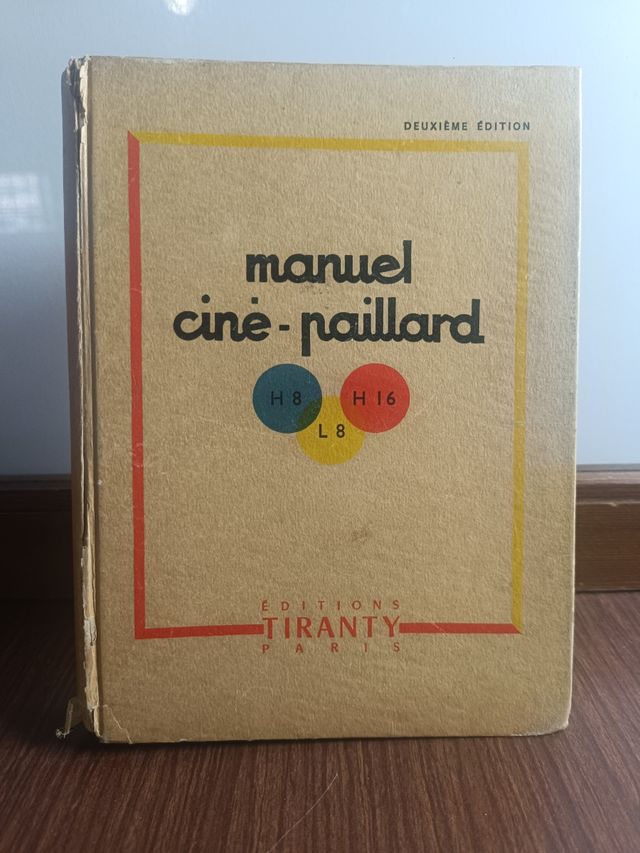 DEUXIÈME ÉDITION
manuel
ciné-paillard
H 8 H 16
L 8
ÉDITIONS
TIRANTY
PARIS